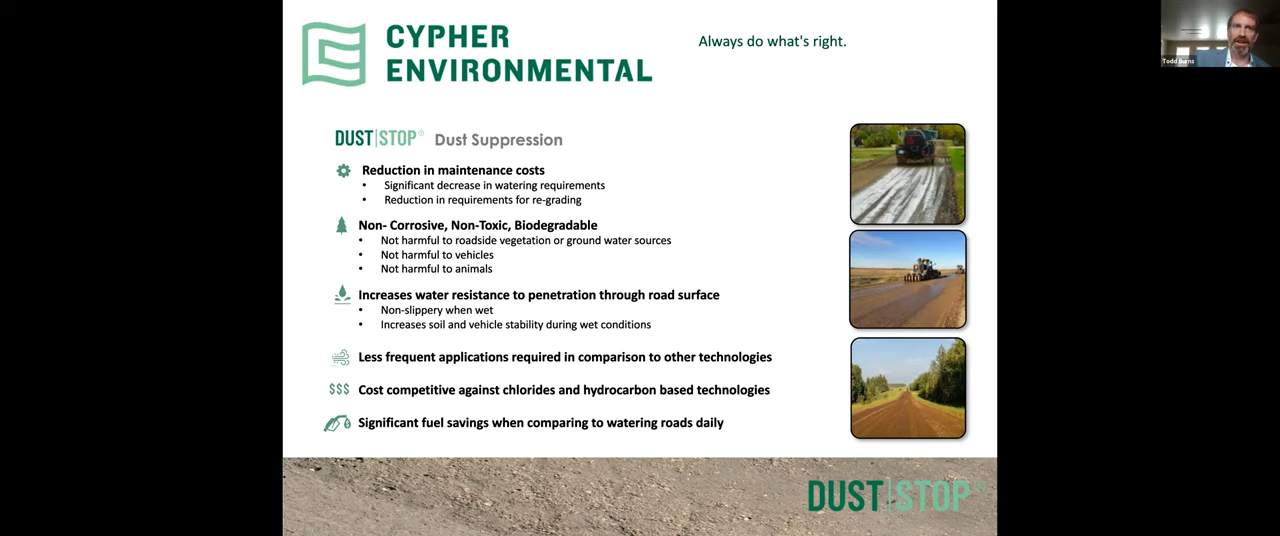 CYPHER
ENVIRONMENTAL
Always do what's right.
Todd Burns
DUST|STOP® Dust Suppression
Reduction in maintenance costs
• Significant decrease in watering requirements
• Reduction in requirements for re-grading
Non- Corrosive, Non-Toxic, Biodegradable
• Not harmful to roadside vegetation or ground water sources
• Not harmful to vehicles
• Not harmful to animals
Increases water resistance to penetration through road surface
• Non-slippery when wet
• Increases soil and vehicle stability during wet conditions
Less frequent applications required in comparison to other technologies
$$$ Cost competitive against chlorides and hydrocarbon based technologies
Significant fuel savings when comparing to watering roads daily
DUST|STOP®